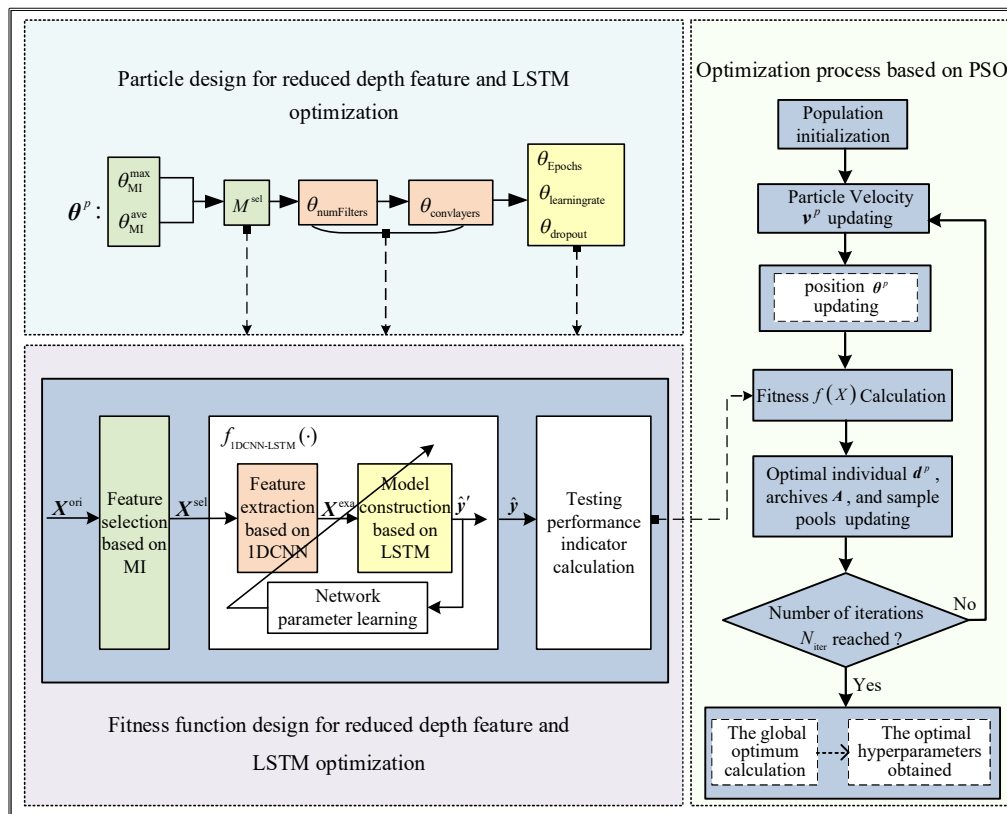 Particle design for reduced depth feature and LSTM
optimization
θ^p :
θ_MI^max
θ_MI^ave
M^sel
θ_numFilters
θ_convlayers
θ_Epochs
θ_learningrate
θ_dropout
X^ori
Feature
selection
based on
MI
X^sel
f_1DCNN-LSTM(·)
Feature
extraction
based on
1DCNN
X^exa
Model
construction
based on
LSTM
ŷ′
Network
parameter learning
ŷ
Testing
performance
indicator
calculation
Fitness function design for reduced depth feature and
LSTM optimization
Optimization process based on PSO
Population
initialization
Particle Velocity
v^p updating
position θ^p
updating
Fitness f(X) Calculation
Optimal individual d^p,
archives A, and sample
pools updating
Number of iterations
N_iter reached ?
No
Yes
The global
optimum
calculation
The optimal
hyperparameters
obtained